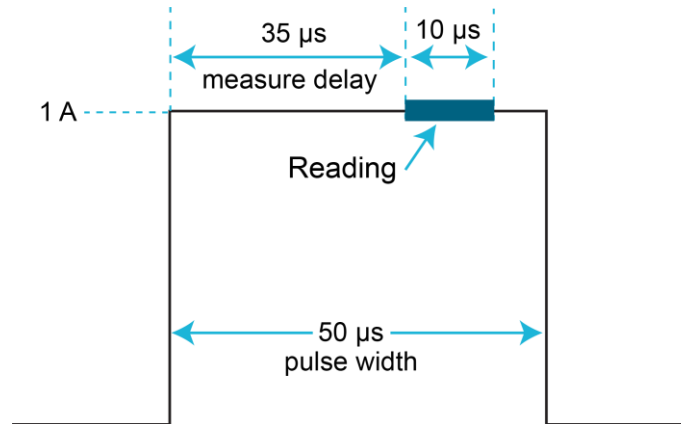 35 µs
10 µs
measure delay
1 A
Reading
50 µs
pulse width